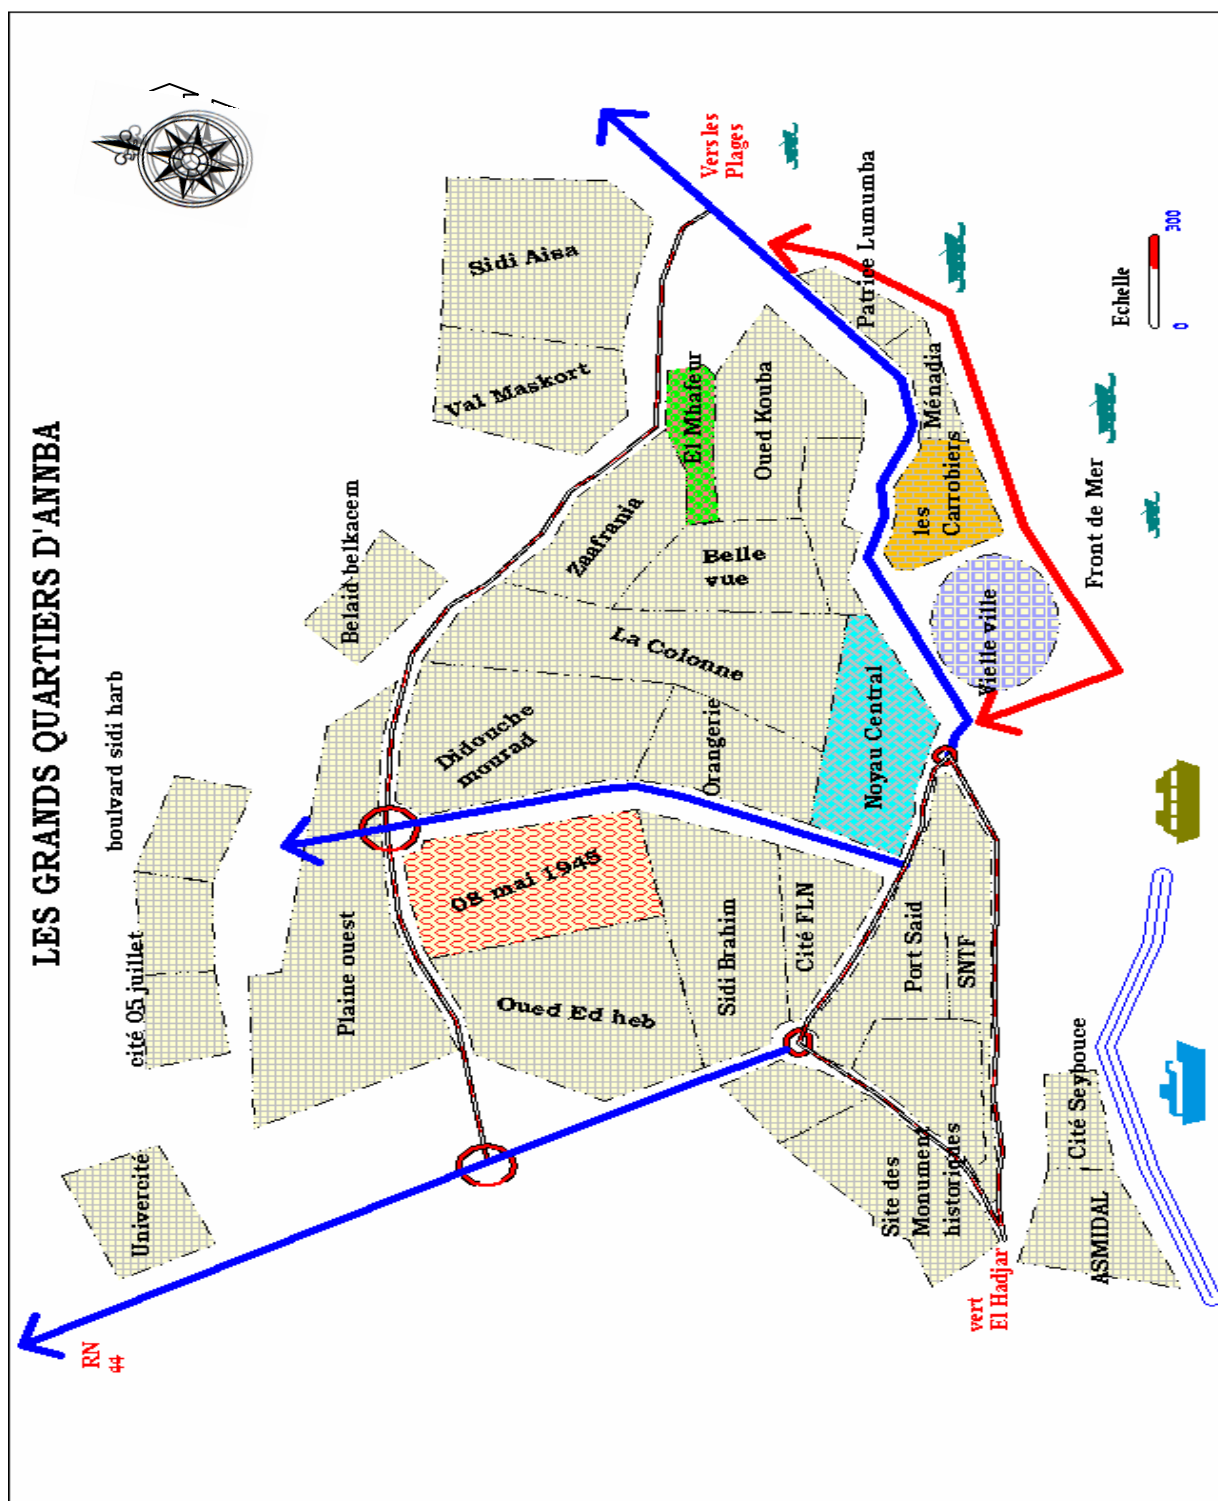 LES GRANDS QUARTIERS D'ANNBA
boulvard sidi harb
cité 05 juillet
Univercité
RN
44
Belaid belkacem
Plaine ouest
Sidi Aisa
Val Maskort
Vers les
Plages
El Mhafeur
Oued Kouba
Zaafrania
Belle
vue
La Colonne
Didouche
mourad
Orangerie
08 mai 1945
Oued Ed heb
Sidi Brahim
Cité FLN
Noyau Central
Patrice Lumumba
Ménadia
les
Carrobiers
Vielle ville
Front de Mer
Port Said
SNTF
Site des
Monument
historiques
vert
El Hadjar
Cité Seybouce
ASMIDAL
Echelle
0
300